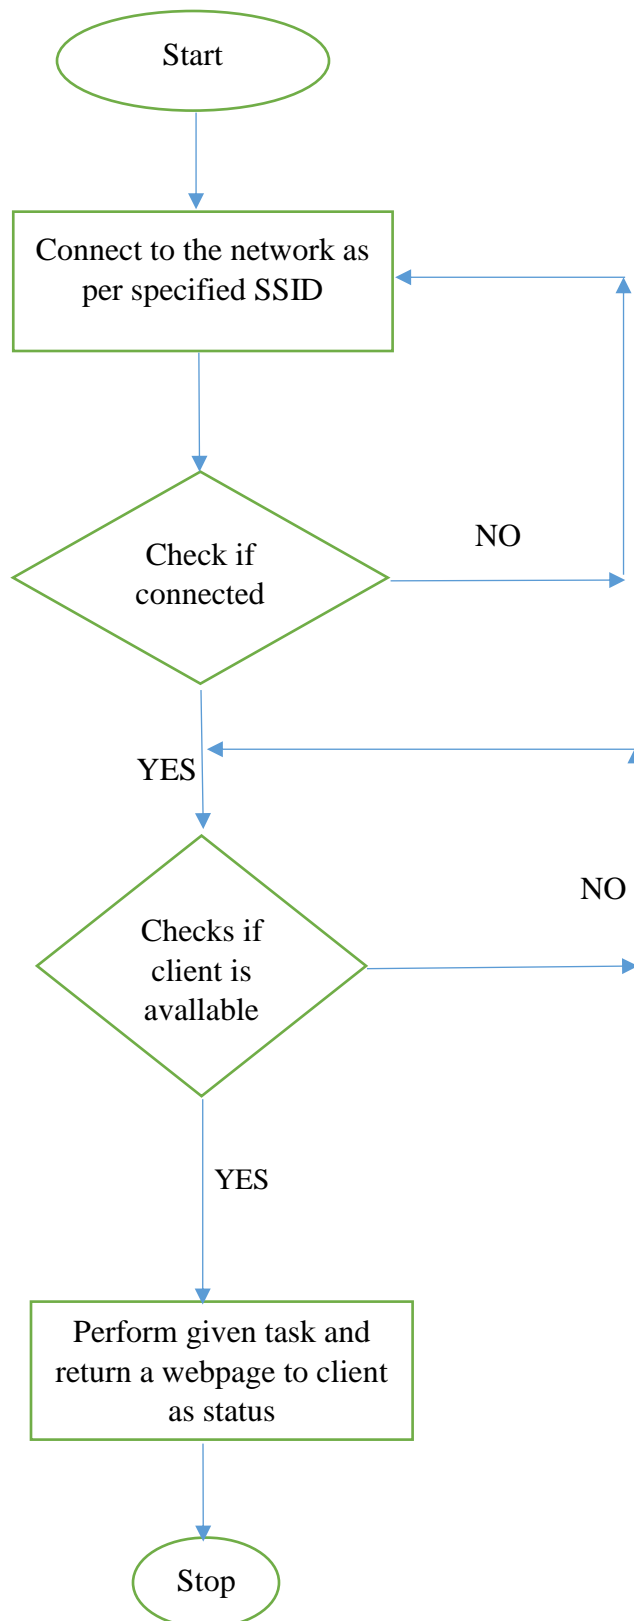 Start
Connect to the network as
per specified SSID
NO
Check if
connected
YES
NO
Checks if
client is
avallable
YES
Perform given task and
return a webpage to client
as status
Stop